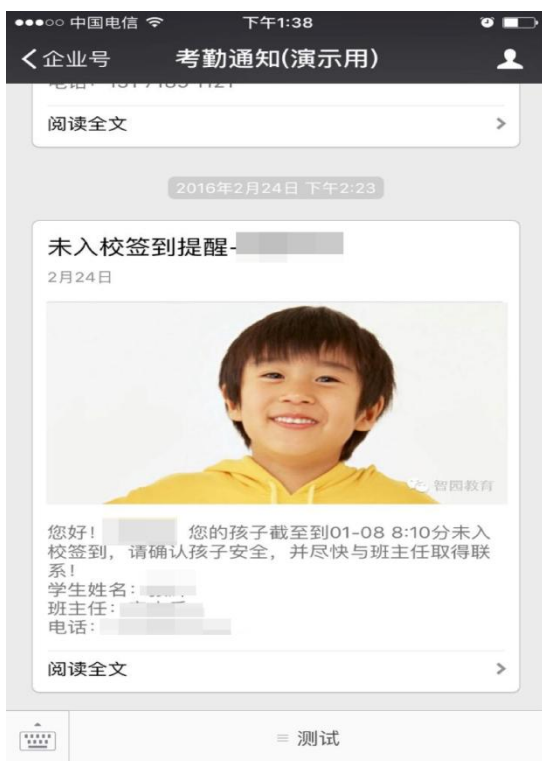 中国电信
下午1:38
企业号
考勤通知(演示用)
阅读全文
2016年2月24日 下午2:23
未入校签到提醒-
2月24日
智园教育
您好! 您的孩子截至到01-08 8:10分未入
校签到,请确认孩子安全,并尽快与班主任取得联
系!
学生姓名:
班主任:
电话:
阅读全文
测试